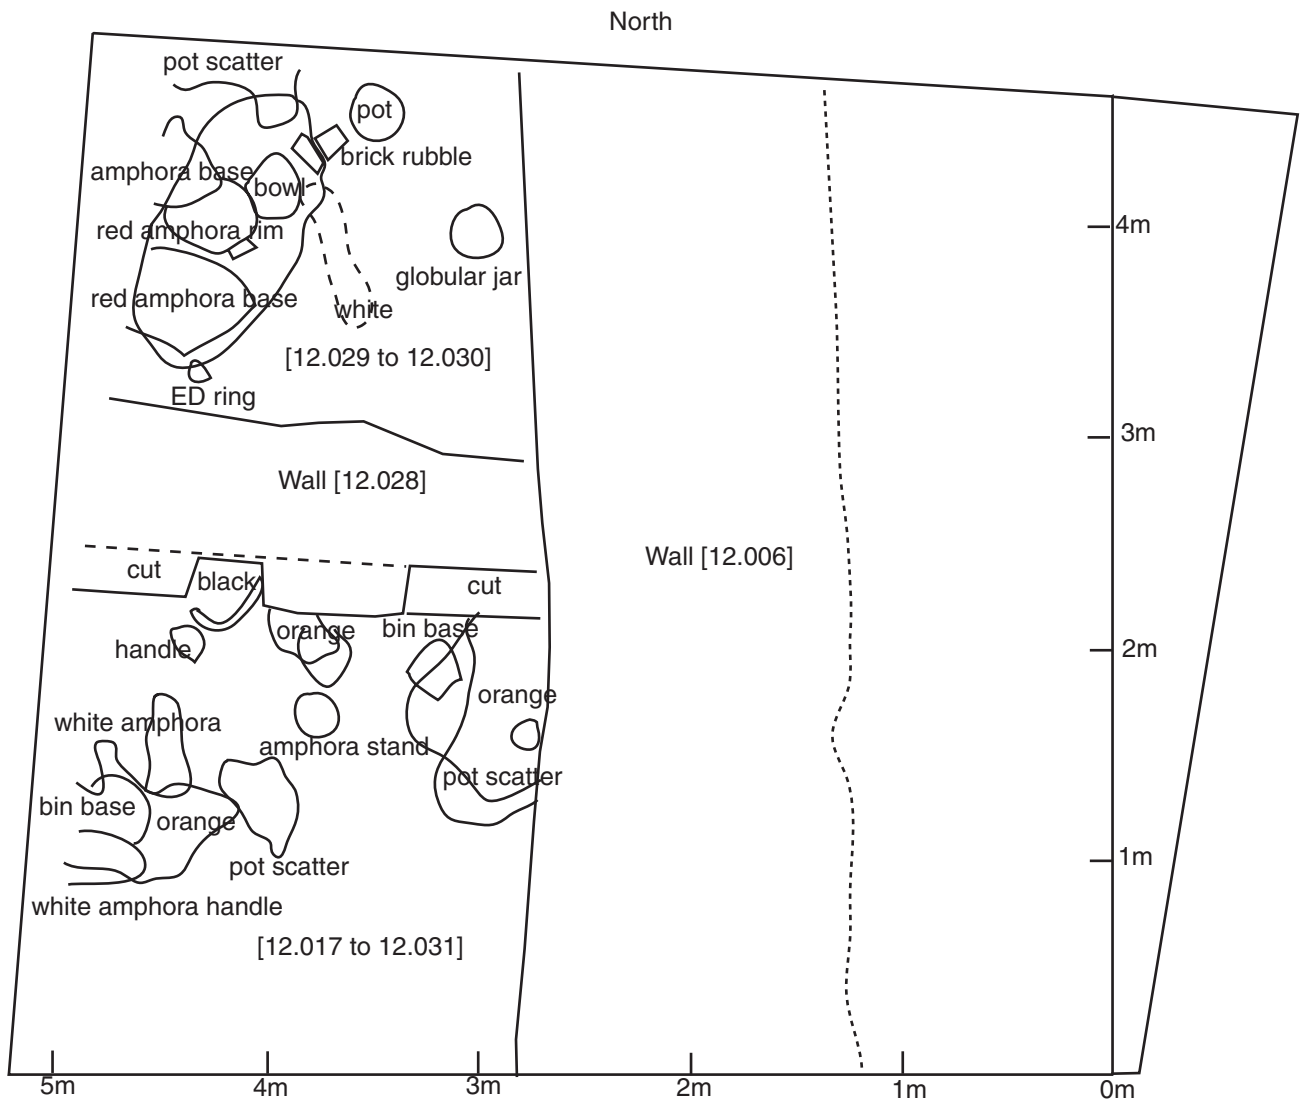 North
pot scatter
pot
brick rubble
amphora base
bowl
red amphora rim
4m
globular jar
red amphora base
white
[12.029 to 12.030]
ED ring
3m
Wall [12.028]
Wall [12.006]
cut
black
cut
orange
bin base
handle
2m
orange
white amphora
amphora stand
pot scatter
bin base
orange
pot scatter
1m
white amphora handle
[12.017 to 12.031]
5m
4m
3m
2m
1m
0m